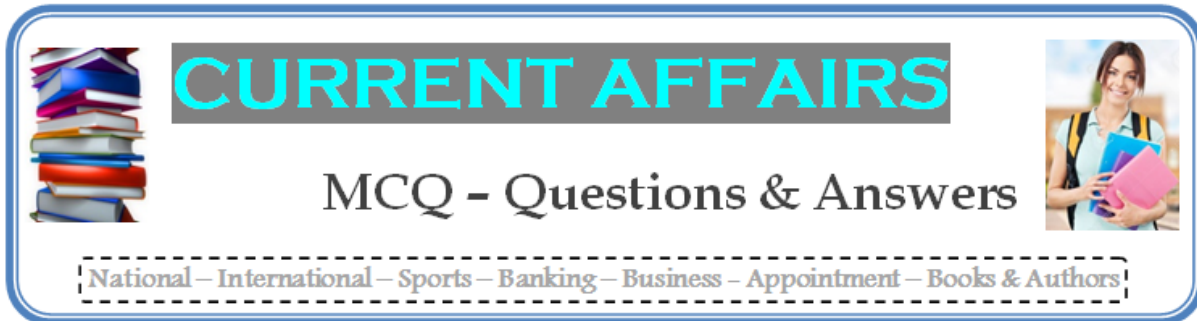 CURRENT AFFAIRS
MCQ – Questions & Answers
National – International – Sports – Banking – Business - Appointment – Books & Authors